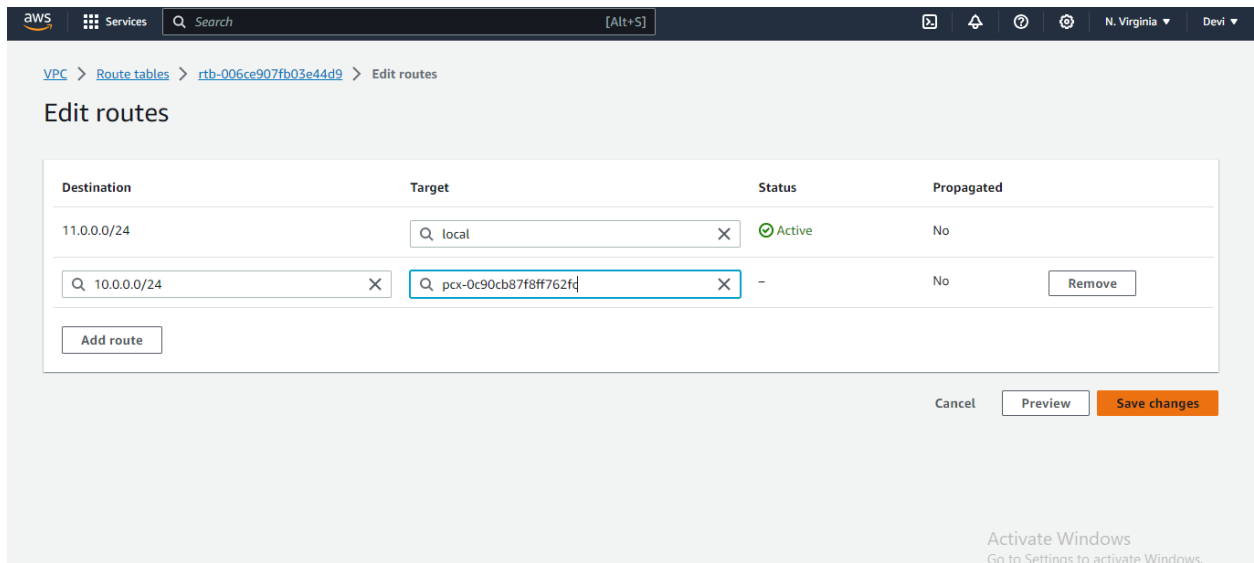 aws Services Search [Alt+S] N. Virginia Devi
VPC Route tables rtb-006ce907fb03e44d9 Edit routes
Edit routes
Destination Target Status Propagated
11.0.0.0/24 local Active No
10.0.0.0/24 pcx-0c90cb87f8ff762fc – No Remove
Add route
Cancel Preview Save changes
Activate Windows
Go to Settings to activate Windows.